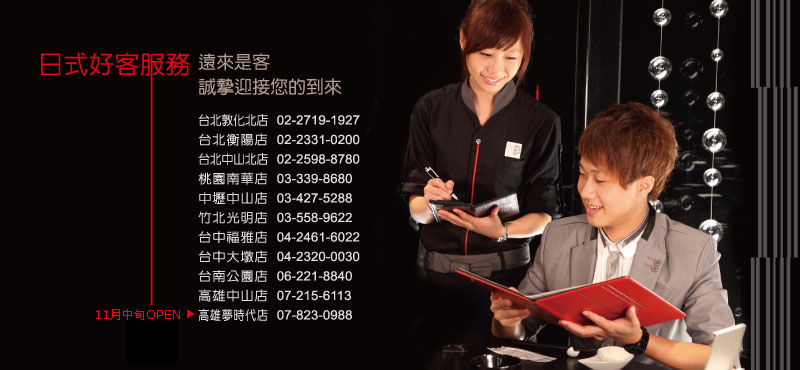 日式好客服務
遠來是客
誠摯迎接您的到來
台北敦化北店 02-2719-1927
台北衡陽店 02-2331-0200
台北中山北店 02-2598-8780
桃園南華店 03-339-8680
中壢中山店 03-427-5288
竹北光明店 03-558-9622
台中福雅店 04-2461-6022
台中大墩店 04-2320-0030
台南公園店 06-221-8840
高雄中山店 07-215-6113
11月中旬OPEN ▶ 高雄夢時代店 07-823-0988